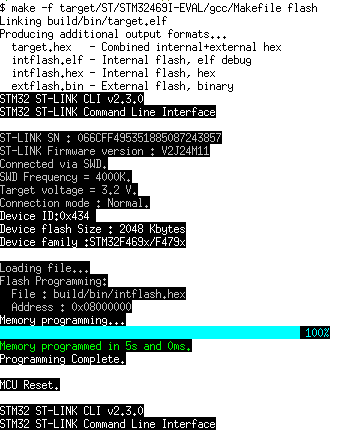 $ make -f target/ST/STM32469I-EVAL/gcc/Makefile flash
Linking build/bin/target.elf
Producing additional output formats...
target.hex - Combined internal+external hex
intflash.elf - Internal flash, elf debug
intflash.hex - Internal flash, hex
extflash.bin - External flash, binary
STM32 ST-LINK CLI v2.3.0
STM32 ST-LINK Command Line Interface
ST-LINK SN : 066CFF495351885087243857
ST-LINK Firmware version : V2J24M11
Connected via SWD.
SWD Frequency = 4000K.
Target voltage = 3.2 V.
Connection mode : Normal.
Device ID:0x434
Device flash Size : 2048 Kbytes
Device family :STM32F469x/F479x
Loading file...
Flash Programming:
File : build/bin/intflash.hex
Address : 0x08000000
Memory programming...
100%
Memory programmed in 5s and 0ms.
Programming Complete.
MCU Reset.
STM32 ST-LINK CLI v2.3.0
STM32 ST-LINK Command Line Interface